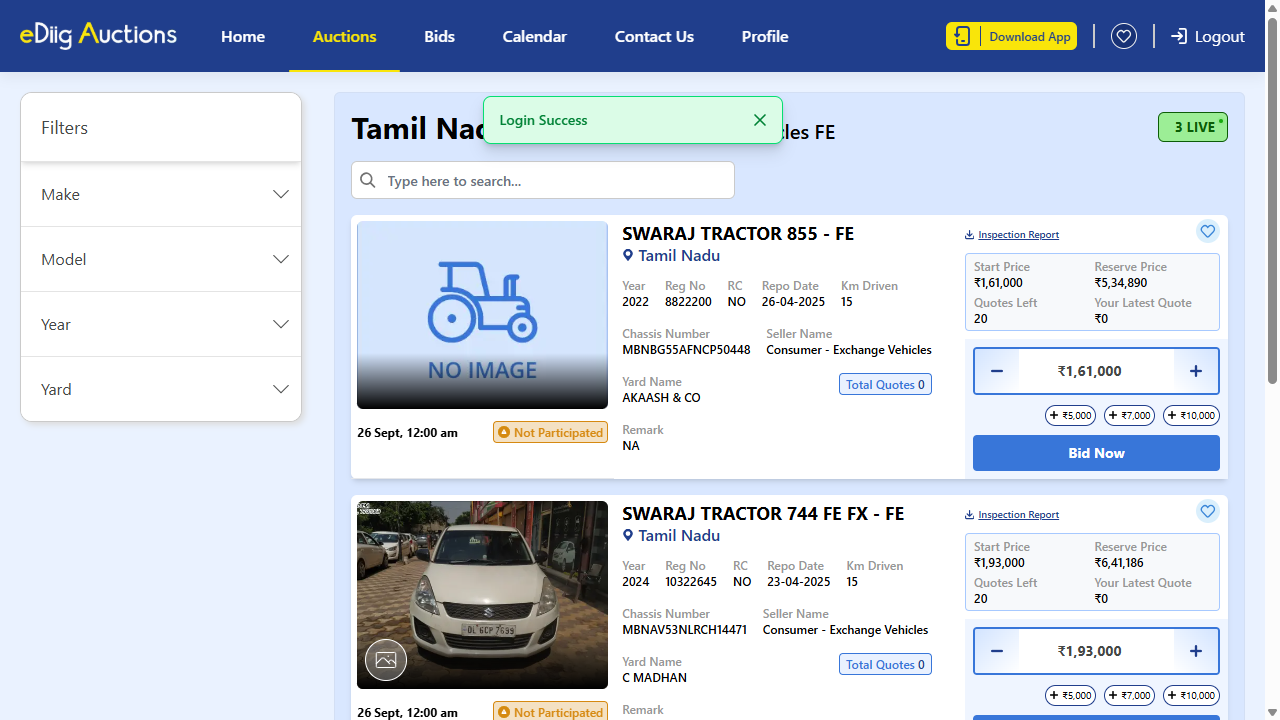 eDiig Auctions
Home
Auctions
Bids
Calendar
Contact Us
Profile
Download App
Logout
Filters
Make
Model
Year
Yard
Login Success
Tamil
les FE
3 LIVE
Type here to search...
NO IMAGE
26 Sept, 12:00 am
Not Participated
SWARAJ TRACTOR 855 - FE
Tamil Nadu
Year Reg No RC Repo Date Km Driven
2022 8822200 NO 26-04-2025 15
Chassis Number Seller Name
MBNBG55AFNCP50448 Consumer - Exchange Vehicles
Yard Name
AKAASH & CO
Total Quotes 0
Remark
NA
Inspection Report
Start Price Reserve Price
₹1,61,000 ₹5,34,890
Quotes Left Your Latest Quote
20 ₹0
− ₹1,61,000 +
+ ₹5,000 + ₹7,000 + ₹10,000
Bid Now
DL 6CP 7699
26 Sept, 12:00 am
Not Participated
SWARAJ TRACTOR 744 FE FX - FE
Tamil Nadu
Year Reg No RC Repo Date Km Driven
2024 10322645 NO 23-04-2025 15
Chassis Number Seller Name
MBNAV53NLRCH14471 Consumer - Exchange Vehicles
Yard Name
C MADHAN
Total Quotes 0
Remark
Inspection Report
Start Price Reserve Price
₹1,93,000 ₹6,41,186
Quotes Left Your Latest Quote
20 ₹0
− ₹1,93,000 +
+ ₹5,000 + ₹7,000 + ₹10,000